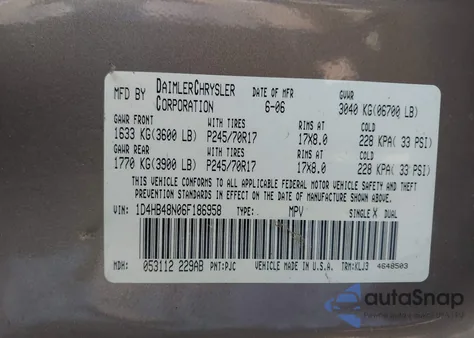 MFD BY DAIMLERCHRYSLER CORPORATION DATE OF MFR 6-06 GVWR 3040 KG(06700 LB)
GAWR FRONT WITH TIRES RIMS AT COLD
1633 KG(3600 LB) P245/70R17 17X8.0 228 KPA( 33 PSI)
GAWR REAR WITH TIRES RIMS AT COLD
1770 KG(3900 LB) P245/70R17 17X8.0 228 KPA( 33 PSI)
THIS VEHICLE CONFORMS TO ALL APPLICABLE FEDERAL MOTOR VEHICLE SAFETY AND
THEFT PREVENTION STANDARDS IN EFFECT ON THE DATE OF MANUFACTURE SHOWN ABOVE.
VIN: 1D4HB48N06F186958 TYPE: MPV SINGLE X DUAL
MDH: 053112 229AB PNT:PJC VEHICLE MADE IN U.S.A. TRM:KLJ3 4648503
autoSnap